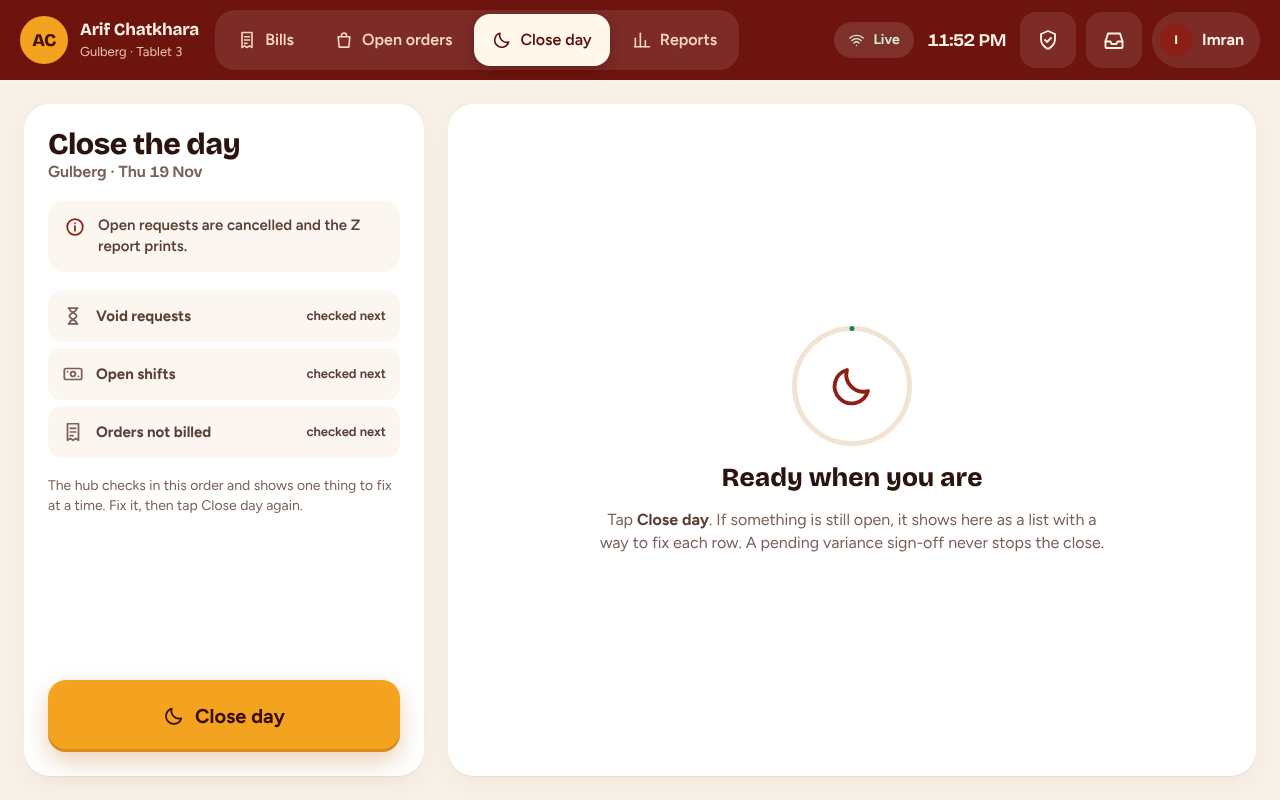 AC
Arif Chatkhara
Gulberg · Tablet 3
Bills
Open orders
Close day
Reports
Live
11:52 PM
I
Imran
Close the day
Gulberg · Thu 19 Nov
Open requests are cancelled and the Z
report prints.
Void requests
checked next
Open shifts
checked next
Orders not billed
checked next
The hub checks in this order and shows one thing to fix
at a time. Fix it, then tap Close day again.
Close day
Ready when you are
Tap Close day. If something is still open, it shows here as a list with a
way to fix each row. A pending variance sign-off never stops the close.